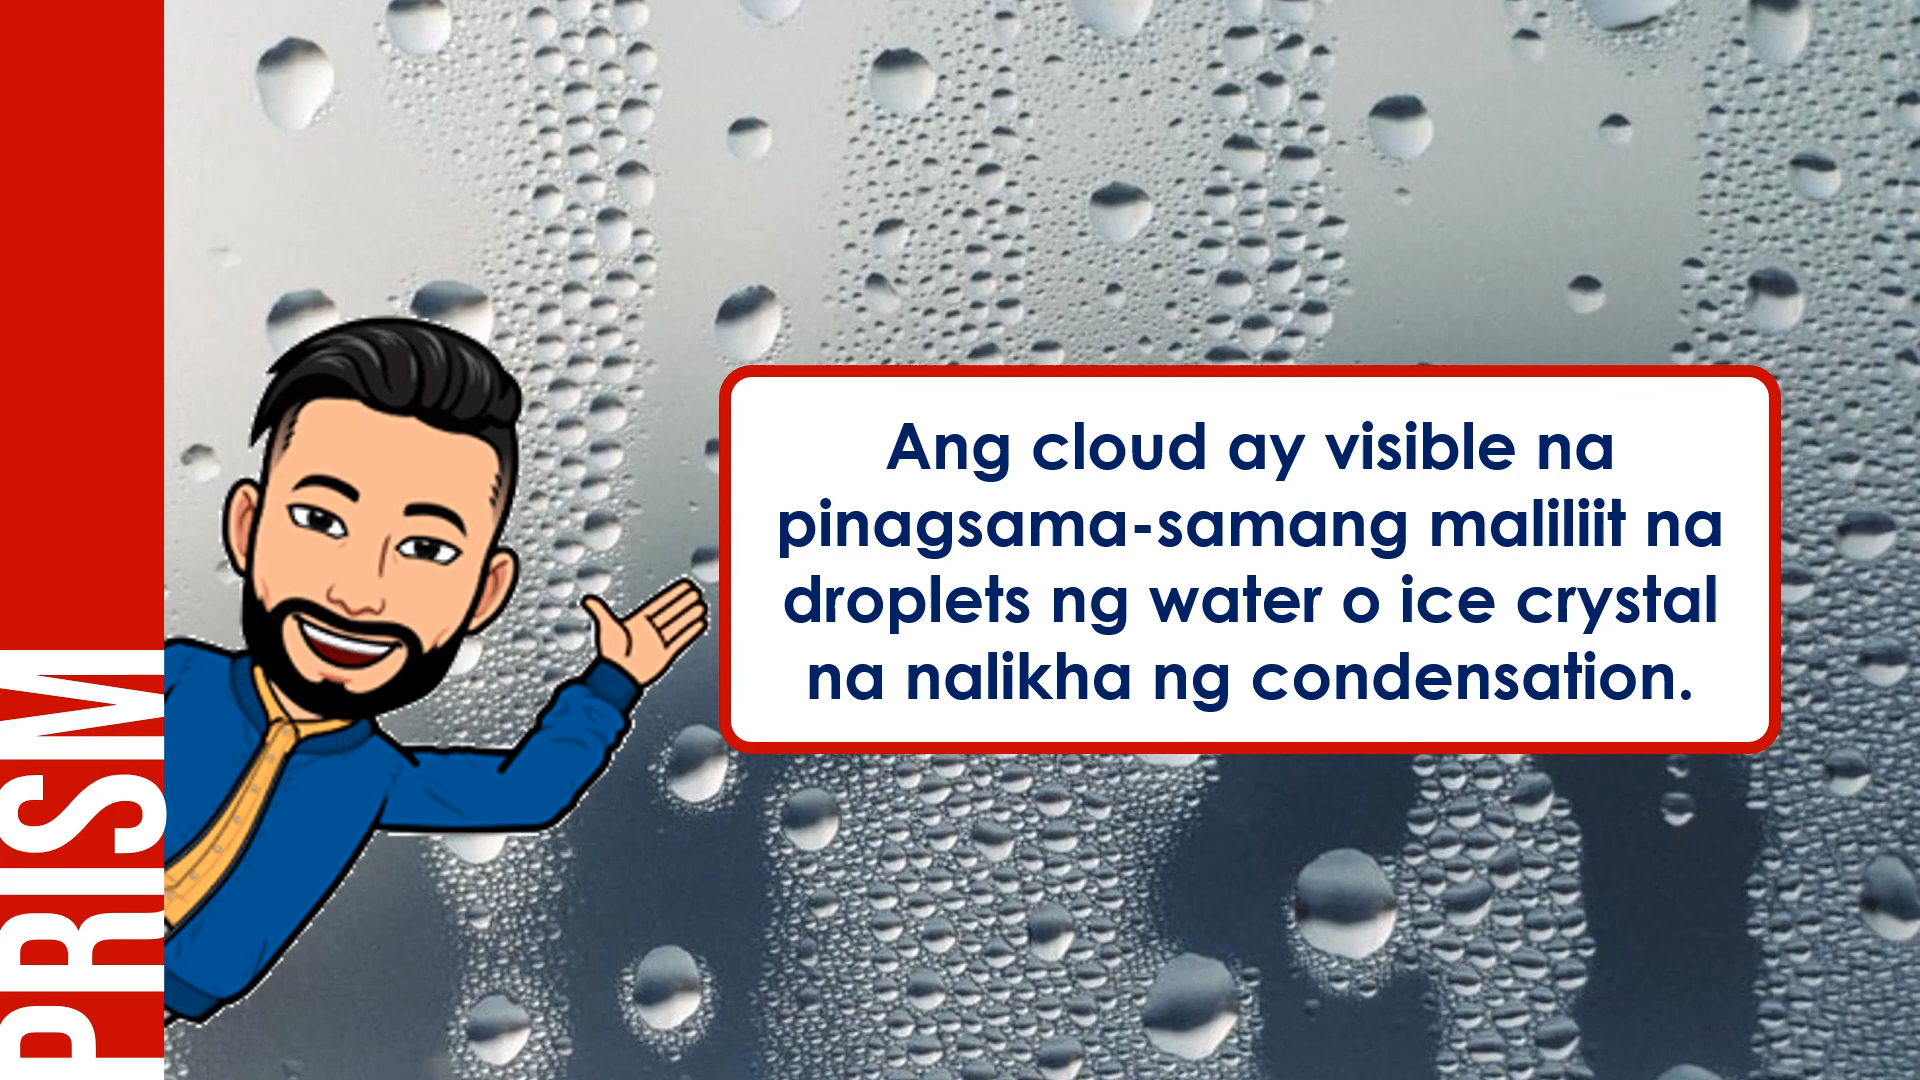 PRISM
Ang cloud ay visible na
pinagsama-samang maliliit na
droplets ng water o ice crystal
na nalikha ng condensation.